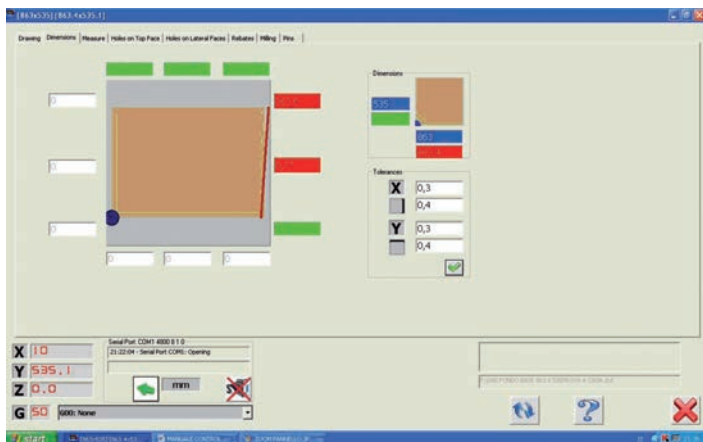 [863x535][863.4x535.1]
Drawing Dimensions Measure Holes on Top Face Holes on Lateral Faces Rebates Milling Pins
Dimensions
0
535
863
0
Tolerances
X 0,3
0,4
Y 0,3
0,4
0
0 0 0
Serial Port COM1 4800 8 1 0
21:22:04 - Serial Port COM1: Opening
X 10
Y 535.1
Z 0.0
mm
G 50 G00: None
start